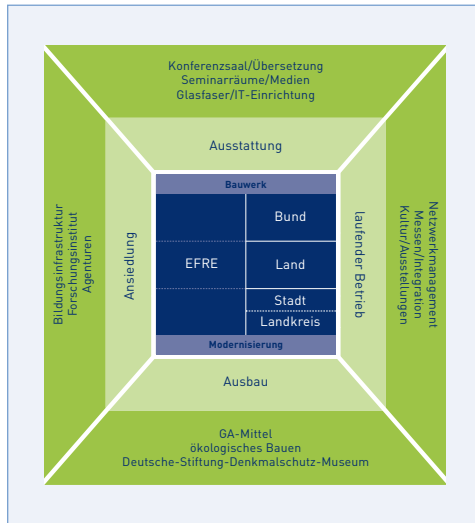 Konferenzsaal/Übersetzung
Seminarräume/Medien
Glasfaser/IT-Einrichtung
Ausstattung
Bildungsinfrastruktur
Forschungsinstitut
Agenturen
Ansiedlung
Bauwerk
EFRE
Bund
Land
Stadt
Landkreis
Modernisierung
laufender Betrieb
Netzwerkmanagement
Messen/Integration
Kultur/Ausstellungen
Ausbau
GA-Mittel
ökologisches Bauen
Deutsche-Stiftung-Denkmalschutz-Museum